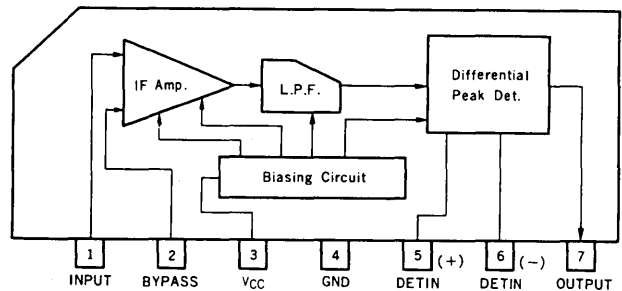 IF Amp.
L.P.F.
Differential
Peak Det.
Biasing Circuit
1 2 3 4 5 (+) 6 (−) 7
INPUT BYPASS VCC GND DETIN DETIN OUTPUT